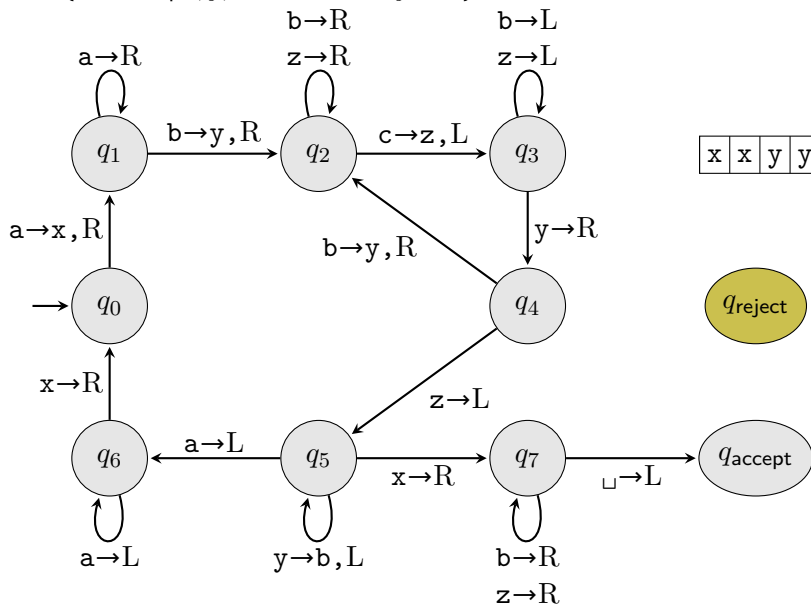 b→R b→L
a→R z→R z→L
q1 b→y,R q2 c→z,L q3 x x y y
a→x,R b→y,R y→R
q0 q4 qreject
x→R z→L
q6 a→L q5 x→R q7 ␣→L qaccept
a→L y→b,L b→R
z→R